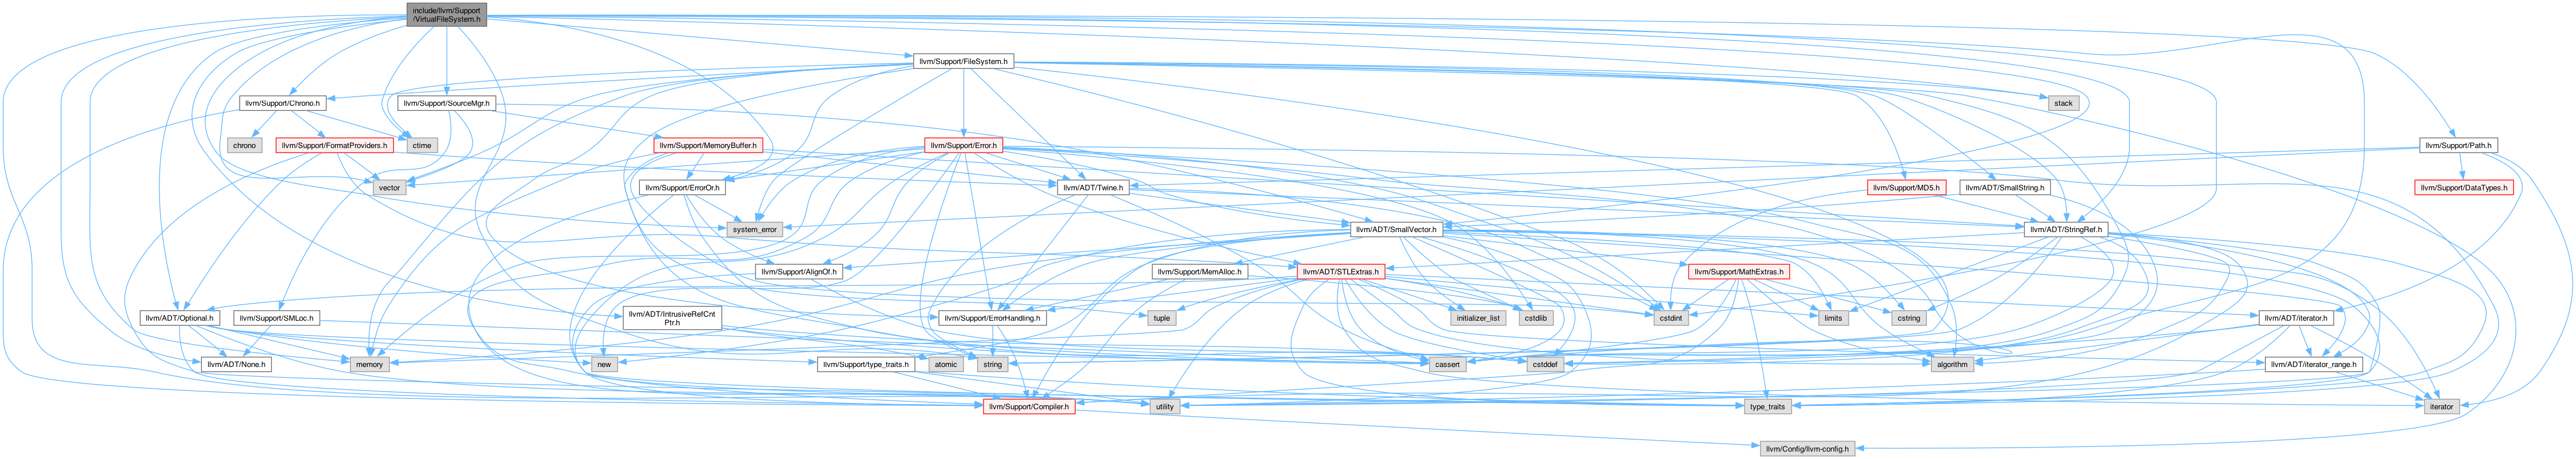 include/llvm/Support
/VirtualFileSystem.h
llvm/Support/FileSystem.h
llvm/Support/Chrono.h
llvm/Support/SourceMgr.h
stack
chrono
llvm/Support/FormatProviders.h
ctime
llvm/Support/MemoryBuffer.h
llvm/Support/Error.h
llvm/Support/Path.h
vector
llvm/Support/ErrorOr.h
llvm/ADT/Twine.h
llvm/Support/MD5.h
llvm/ADT/SmallString.h
llvm/Support/DataTypes.h
system_error
llvm/ADT/SmallVector.h
llvm/ADT/StringRef.h
llvm/Support/AlignOf.h
llvm/Support/MemAlloc.h
llvm/ADT/STLExtras.h
llvm/Support/MathExtras.h
llvm/ADT/Optional.h
llvm/Support/SMLoc.h
llvm/ADT/IntrusiveRefCnt
Ptr.h
llvm/Support/ErrorHandling.h
tuple
initializer_list
cstdlib
cstdint
limits
cstring
llvm/ADT/iterator.h
llvm/ADT/None.h
memory
new
llvm/Support/type_traits.h
atomic
string
cassert
cstddef
algorithm
llvm/ADT/iterator_range.h
llvm/Support/Compiler.h
utility
type_traits
iterator
llvm/Config/llvm-config.h